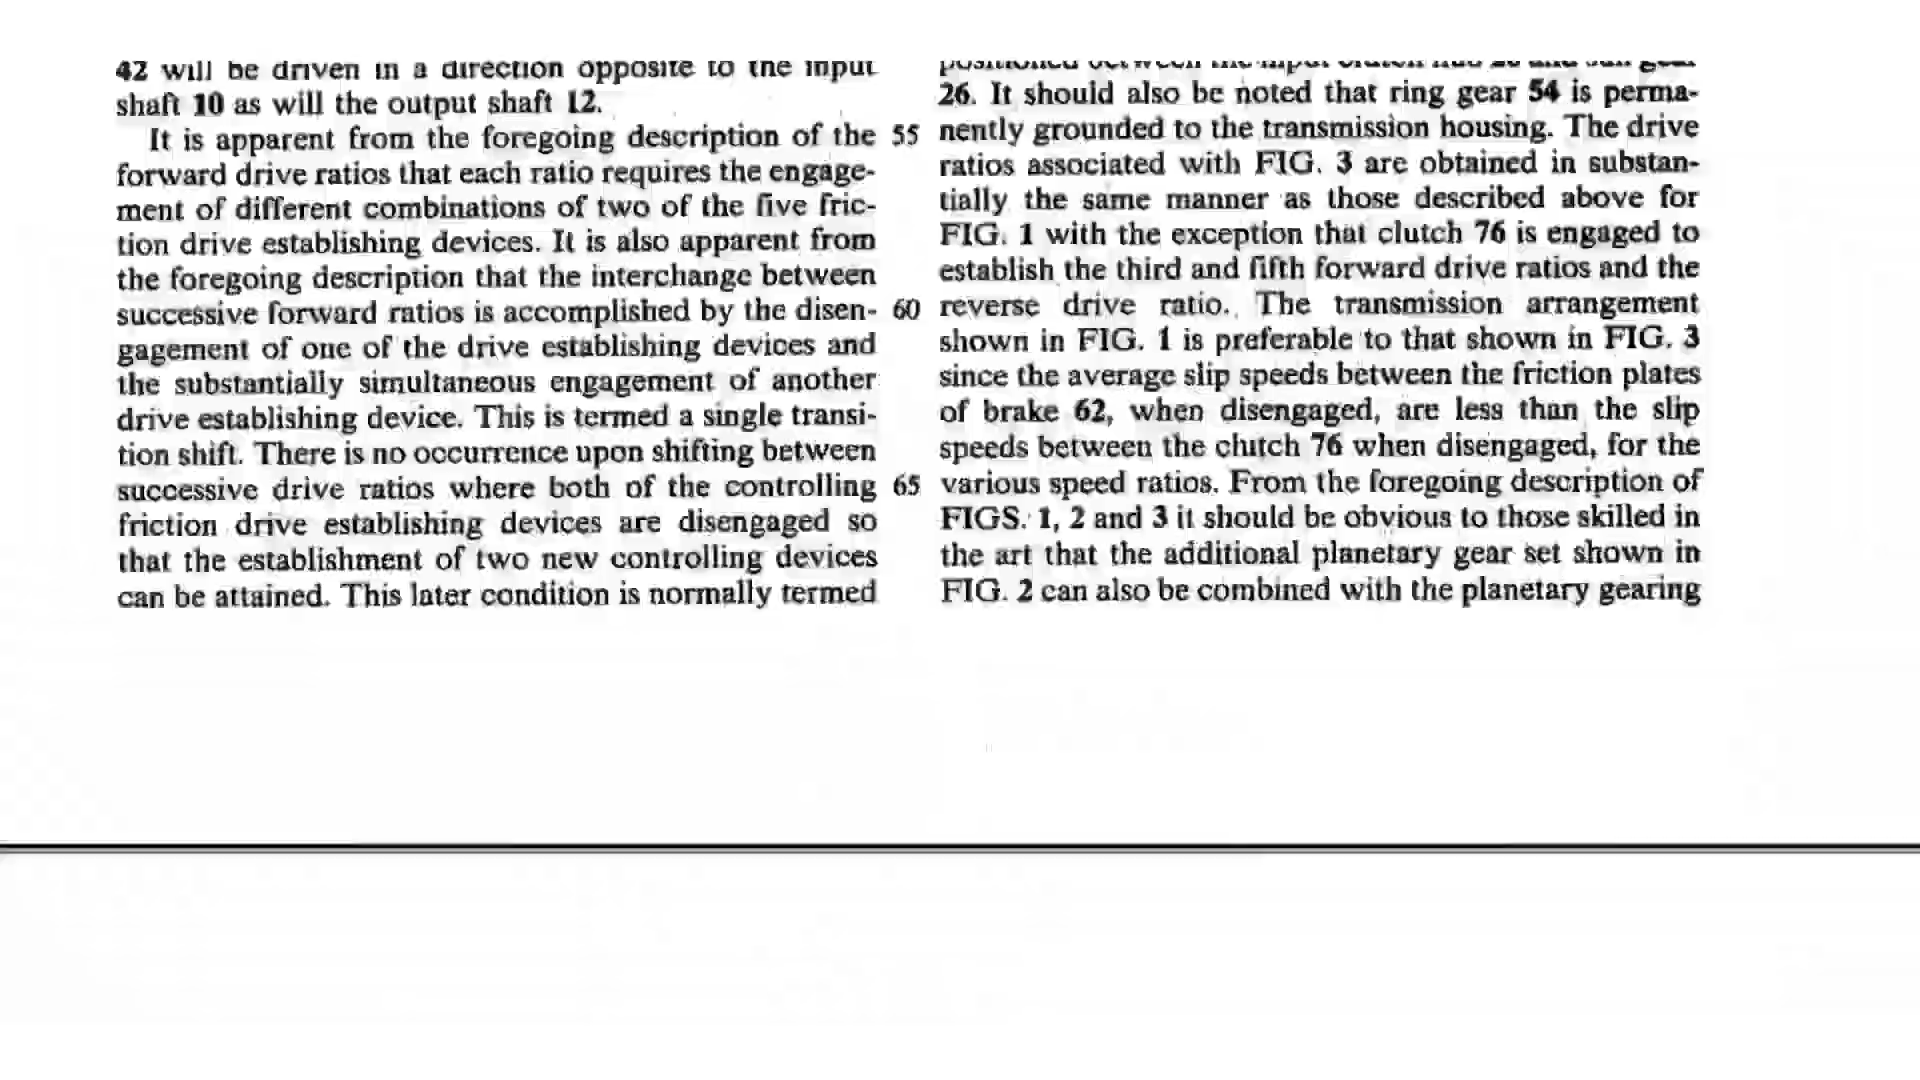 42 will be driven in a direction opposite to the input
shaft 10 as will the output shaft 12.
It is apparent from the foregoing description of the
forward drive ratios that each ratio requires the engage-
ment of different combinations of two of the five fric-
tion drive establishing devices. It is also apparent from
the foregoing description that the interchange between
successive forward ratios is accomplished by the disen-
gagement of one of the drive establishing devices and
the substantially simultaneous engagement of another
drive establishing device. This is termed a single transi-
tion shift. There is no occurrence upon shifting between
successive drive ratios where both of the controlling
friction drive establishing devices are disengaged so
that the establishment of two new controlling devices
can be attained. This later condition is normally termed
55
60
65
positioned between the input clutch hub 20 and sun gear
26. It should also be noted that ring gear 54 is perma-
nently grounded to the transmission housing. The drive
ratios associated with FIG. 3 are obtained in substan-
tially the same manner as those described above for
FIG. 1 with the exception that clutch 76 is engaged to
establish the third and fifth forward drive ratios and the
reverse drive ratio. The transmission arrangement
shown in FIG. 1 is preferable to that shown in FIG. 3
since the average slip speeds between the friction plates
of brake 62, when disengaged, are less than the slip
speeds between the clutch 76 when disengaged, for the
various speed ratios. From the foregoing description of
FIGS. 1, 2 and 3 it should be obvious to those skilled in
the art that the additional planetary gear set shown in
FIG. 2 can also be combined with the planetary gearing